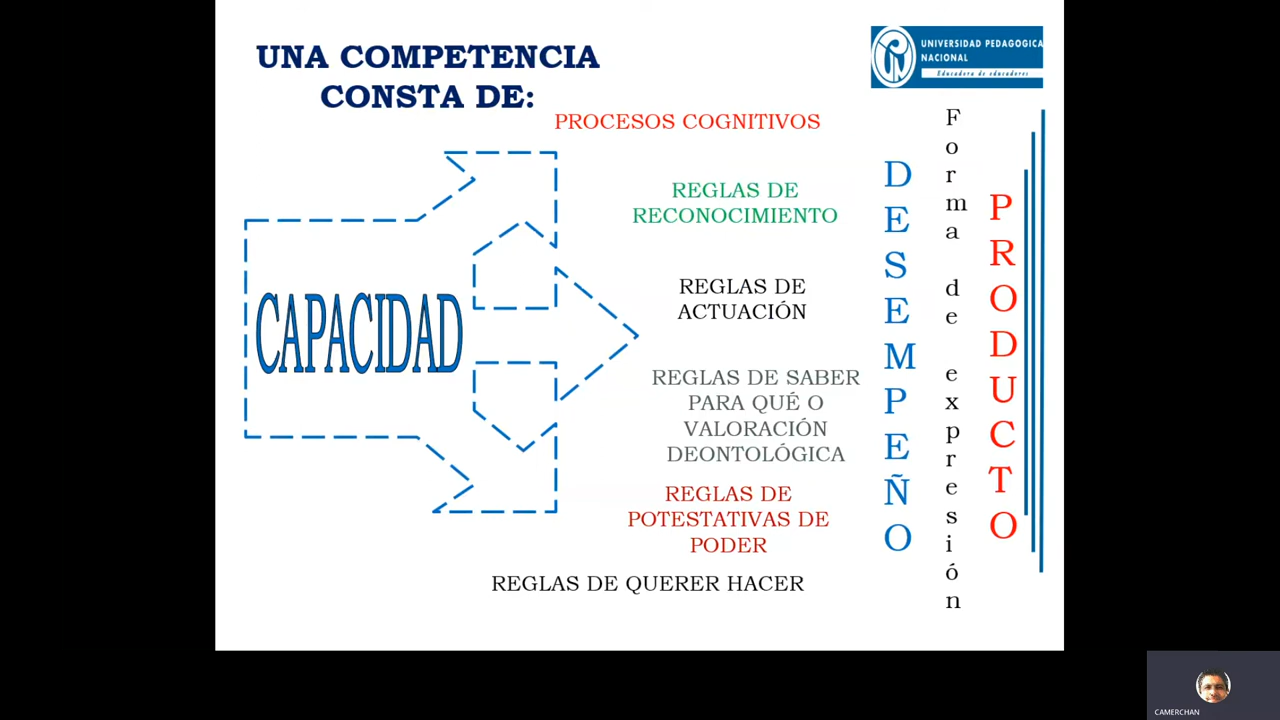 UNA COMPETENCIA
CONSTA DE:
UNIVERSIDAD PEDAGOGICA
NACIONAL
Educadora de educadores
PROCESOS COGNITIVOS
REGLAS DE
RECONOCIMIENTO
REGLAS DE
ACTUACIÓN
CAPACIDAD
REGLAS DE SABER
PARA QUÉ O
VALORACIÓN
DEONTOLÓGICA
REGLAS DE
POTESTATIVAS DE
PODER
REGLAS DE QUERER HACER
DESEMPEÑO
Forma de expresión
PRODUCTO
CAMERCHAN